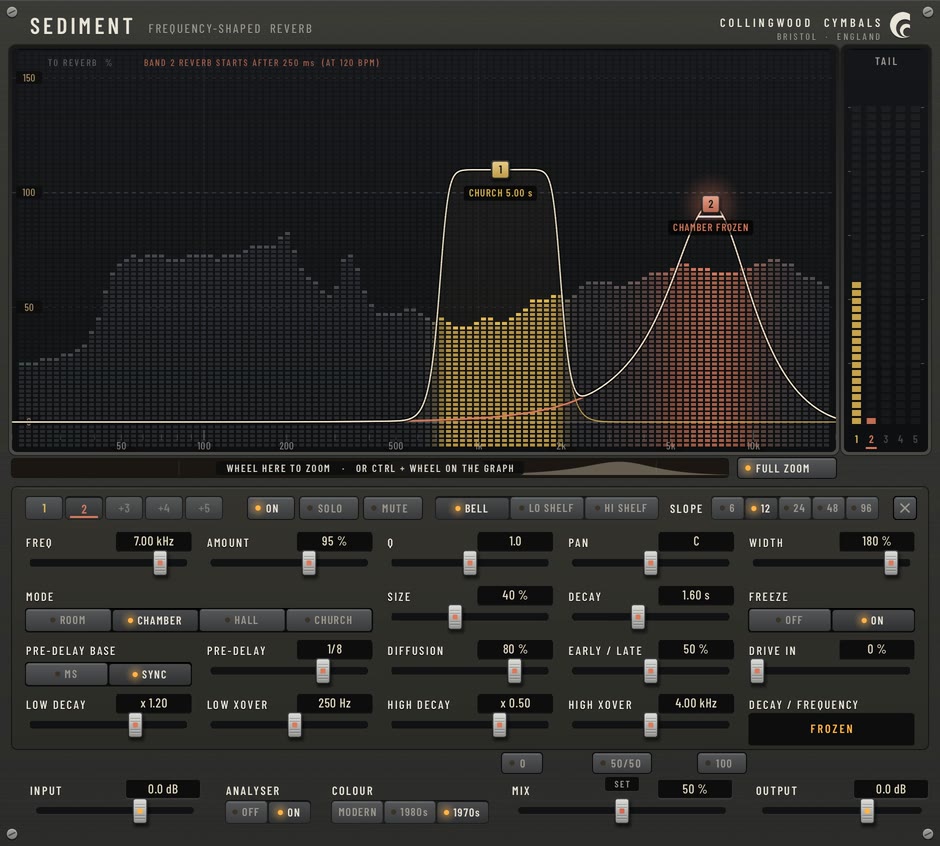 SEDIMENT FREQUENCY-SHAPED REVERB
COLLINGWOOD CYMBALS
BRISTOL · ENGLAND
TO REVERB % BAND 2 REVERB STARTS AFTER 250 ms (AT 120 BPM)
TAIL
150
1
CHURCH 5.00 s
100
2
CHAMBER FROZEN
50
0
50 100 200 500 1k 2k 5k 10k
1 2 3 4 5
WHEEL HERE TO ZOOM · OR CTRL + WHEEL ON THE GRAPH
FULL ZOOM
1 2 +3 +4 +5 ON SOLO MUTE BELL LO SHELF HI SHELF SLOPE 6 12 24 48 96
FREQ 7.00 kHz AMOUNT 95 % Q 1.0 PAN C WIDTH 180 %
MODE SIZE 40 % DECAY 1.60 s FREEZE
ROOM CHAMBER HALL CHURCH OFF ON
PRE-DELAY BASE PRE-DELAY 1/8 DIFFUSION 80 % EARLY / LATE 50 % DRIVE IN 0 %
MS SYNC
LOW DECAY x 1.20 LOW XOVER 250 Hz HIGH DECAY x 0.50 HIGH XOVER 4.00 kHz DECAY / FREQUENCY
FROZEN
0 50/50 100
SET
INPUT 0.0 dB ANALYSER COLOUR MIX 50 % OUTPUT 0.0 dB
OFF ON MODERN 1980s 1970s